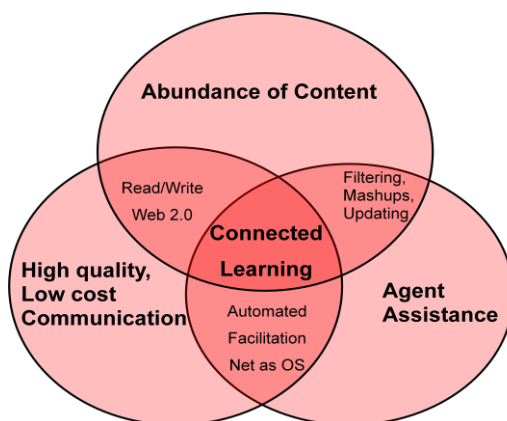 Abundance of Content
Read/Write
Web 2.0
Filtering,
Mashups,
Updating
Connected
Learning
High quality,
Low cost
Communication
Agent
Assistance
Automated
Facilitation
Net as OS